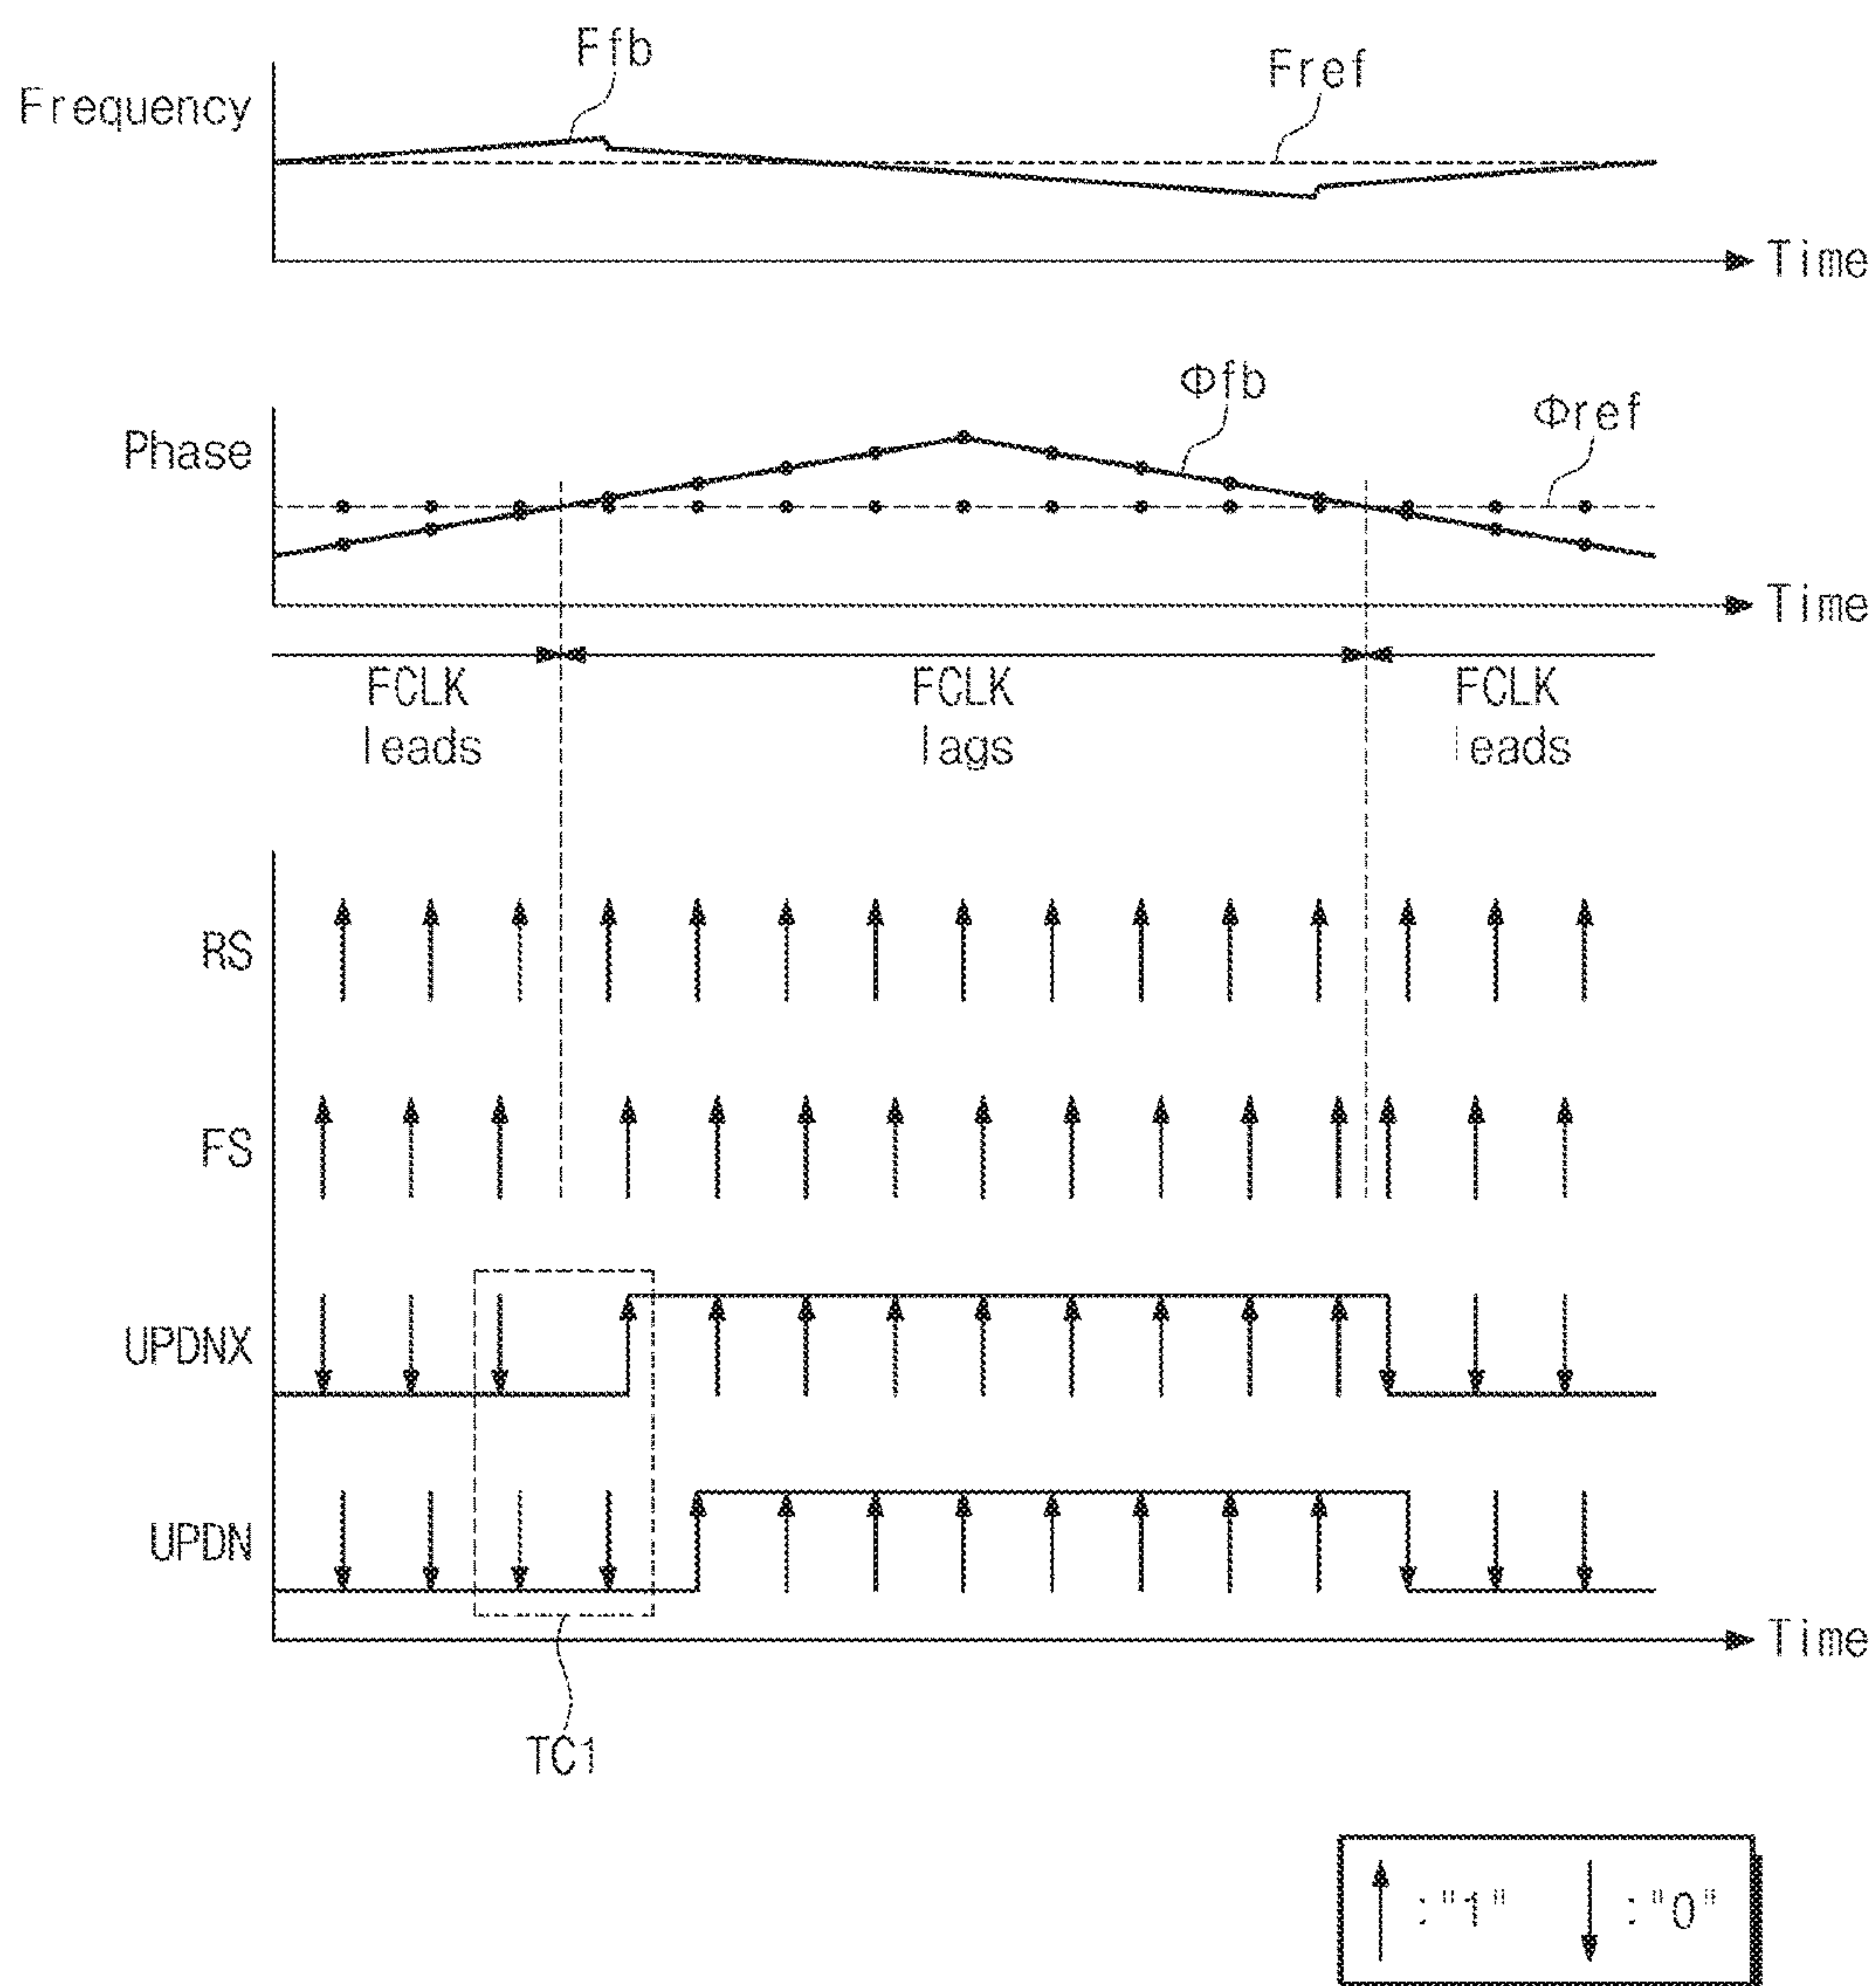 Ffb
Fref
Frequency
Time
Φfb
Φref
Phase
Time
FCLK
leads
FCLK
lags
FCLK
leads
RS
FS
UPDNX
UPDN
Time
TC1
:"1" :"0"